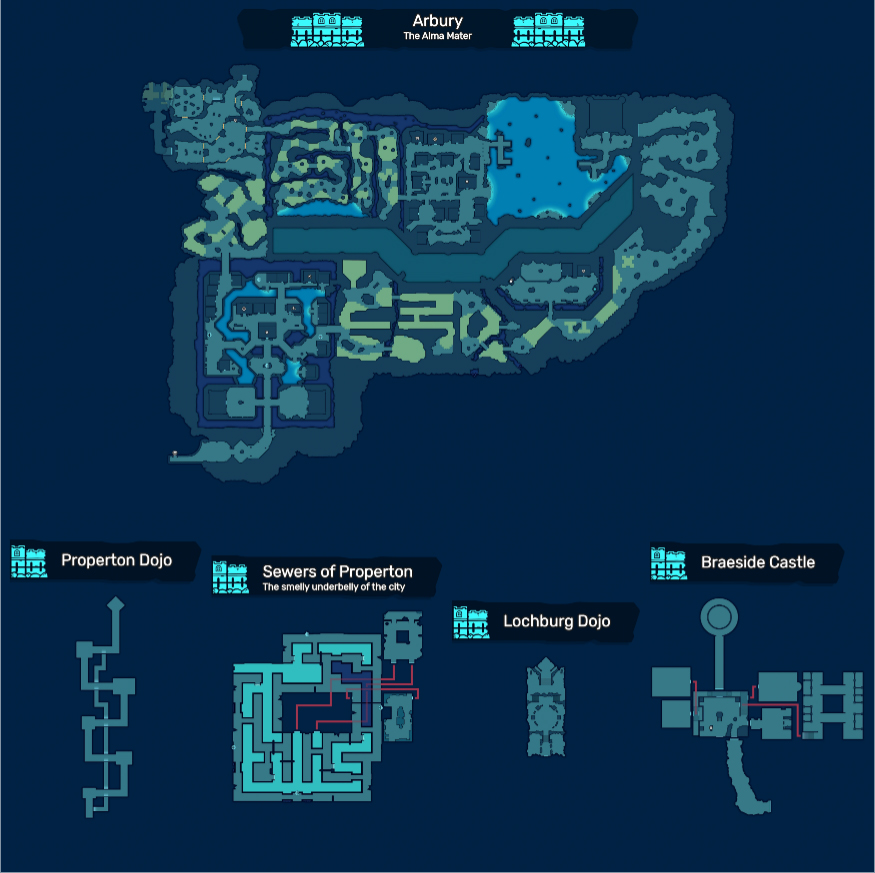 Arbury
The Alma Mater
Properton Dojo
Sewers of Properton
The smelly underbelly of the city
Lochburg Dojo
Braeside Castle